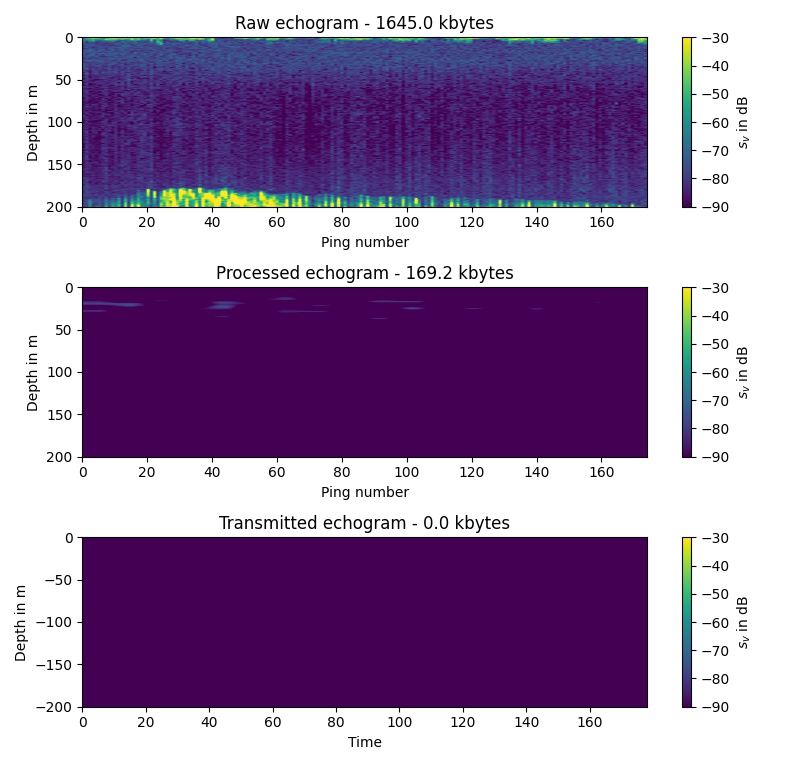 Raw echogram - 1645.0 kbytes
0
50
100
150
200
Depth in m
0 20 40 60 80 100 120 140 160
Ping number
−30
−40
−50
−60
−70
−80
−90
sv in dB
Processed echogram - 169.2 kbytes
0
50
100
150
200
Depth in m
0 20 40 60 80 100 120 140 160
Ping number
−30
−40
−50
−60
−70
−80
−90
sv in dB
Transmitted echogram - 0.0 kbytes
0
−50
−100
−150
−200
Depth in m
0 20 40 60 80 100 120 140 160
Time
−30
−40
−50
−60
−70
−80
−90
sv in dB